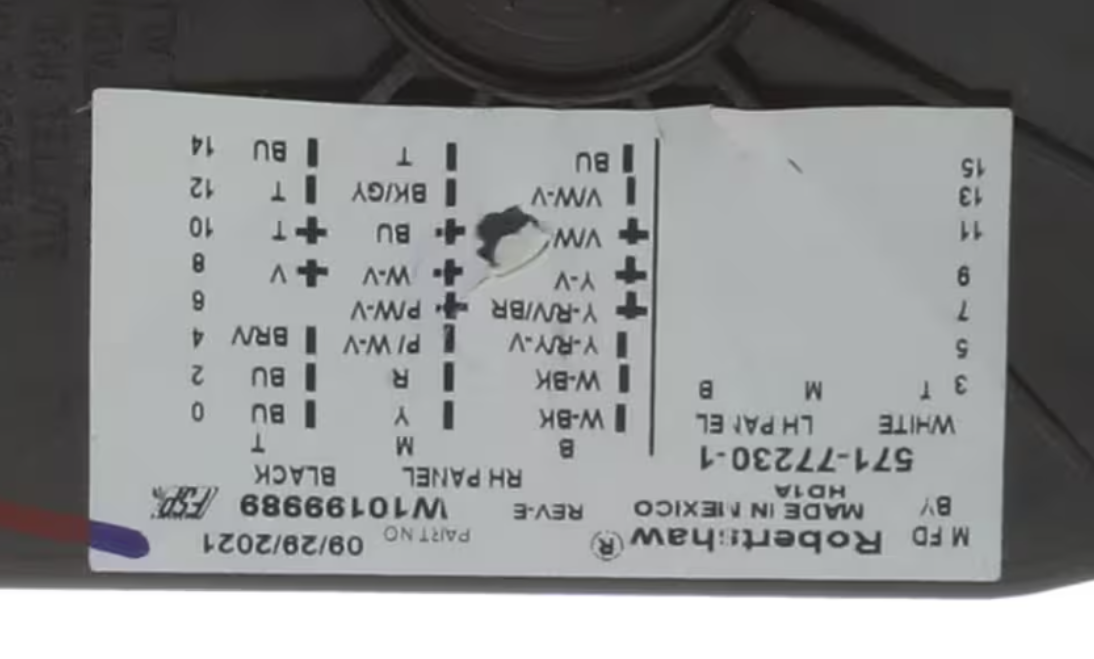 MFD Robertshaw ® PART NO 09/29/2021
BY MADE IN MEXICO REV-E W10199989 FSP
HD1A
RH PANEL BLACK
571-77230-1
B M T
WHITE LH PANEL
W-BK Y BU 0
3 T M B W-BK R BU 2
5 Y-R/Y-V P/W-V BR/V 4
7 Y-R/V/BR P/W-V 6
9 Y-V W-V V 8
11 V/W BU T 10
13 V/W-V BK/GY T 12
15 BU T BU 14